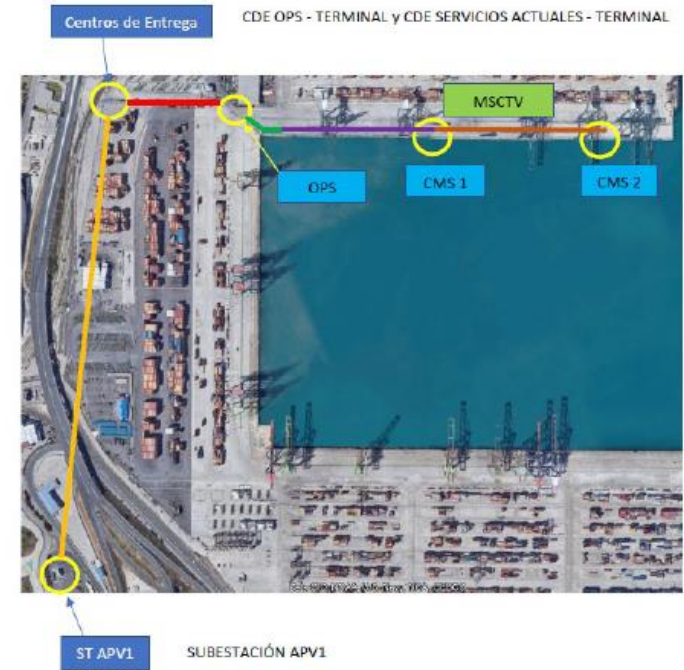 Centros de Entrega
CDE OPS - TERMINAL y CDE SERVICIOS ACTUALES - TERMINAL
MSCTV
OPS
CMS 1
CMS 2
ST APV1
SUBESTACIÓN APV1